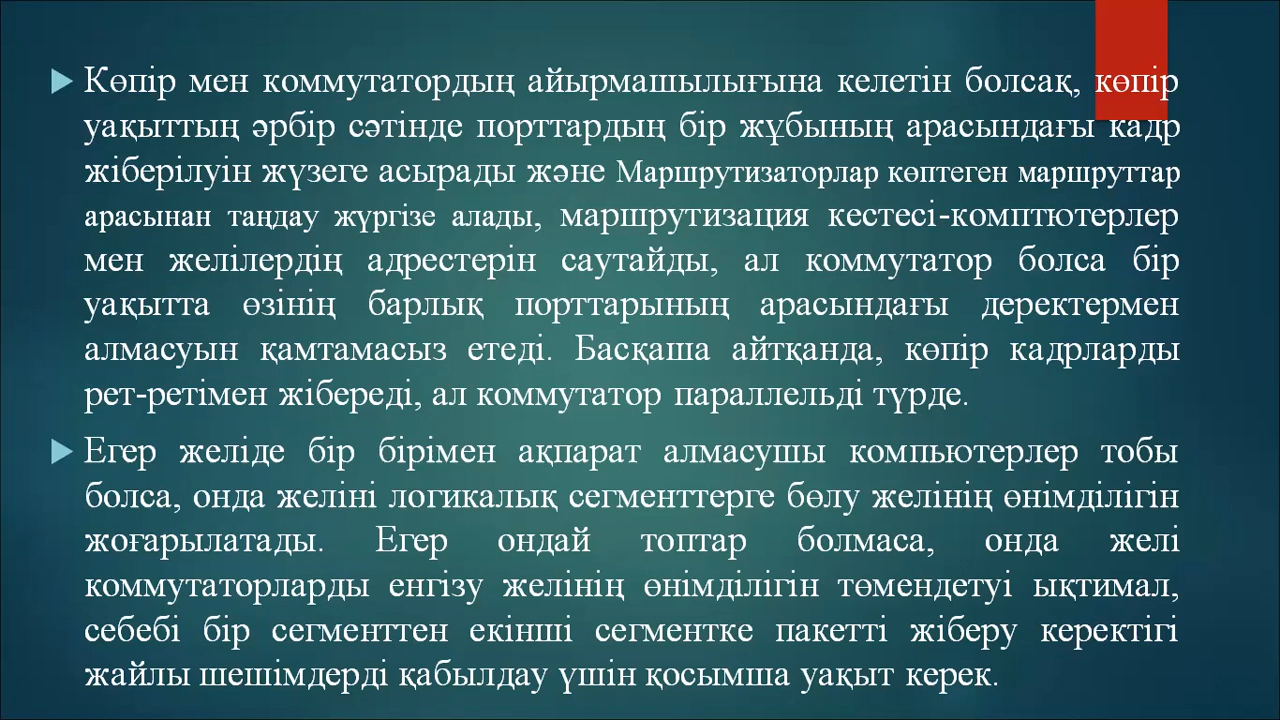 Көпір мен коммутатордың айырмашылығына келетін болсақ, көпір
уақыттың әрбір сәтінде порттардың бір жұбының арасындағы кадр
жіберілуін жүзеге асырады және Маршрутизаторлар көптеген маршруттар
арасынан таңдау жүргізе алады, маршрутизация кестесі-комптютерлер
мен желілердің адрестерін саутайды, ал коммутатор болса бір
уақытта өзінің барлық порттарының арасындағы деректермен
алмасуын қамтамасыз етеді. Басқаша айтқанда, көпір кадрларды
рет-ретімен жібереді, ал коммутатор параллельді түрде.
Егер желіде бір бірімен ақпарат алмасушы компьютерлер тобы
болса, онда желіні логикалық сегменттерге бөлу желінің өнімділігін
жоғарылатады. Егер ондай топтар болмаса, онда желі
коммутаторларды енгізу желінің өнімділігін төмендетуі ықтимал,
себебі бір сегменттен екінші сегментке пакетті жіберу керектігі
жайлы шешімдерді қабылдау үшін қосымша уақыт керек.